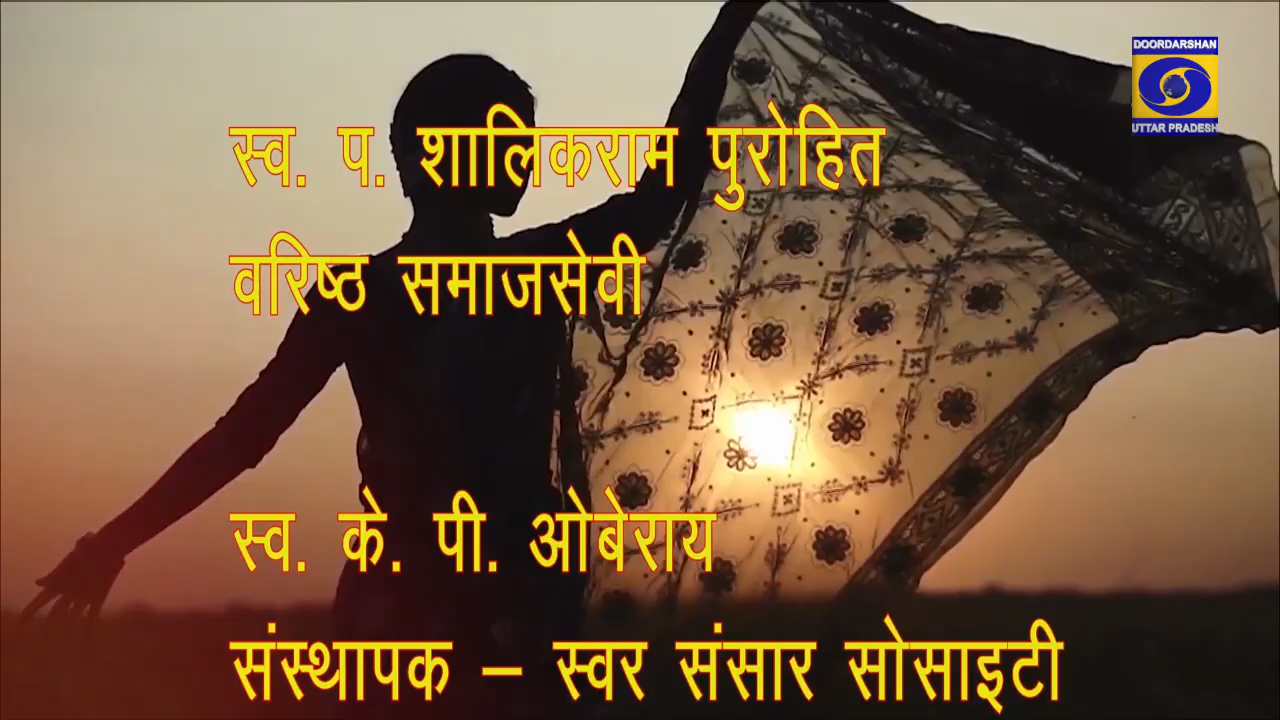 DOORDARSHAN
UTTAR PRADESH
स्व. प. शालिकराम पुरोहित
वरिष्ठ समाजसेवी
स्व. के. पी. ओबेराय
संस्थापक – स्वर संसार सोसाइटी